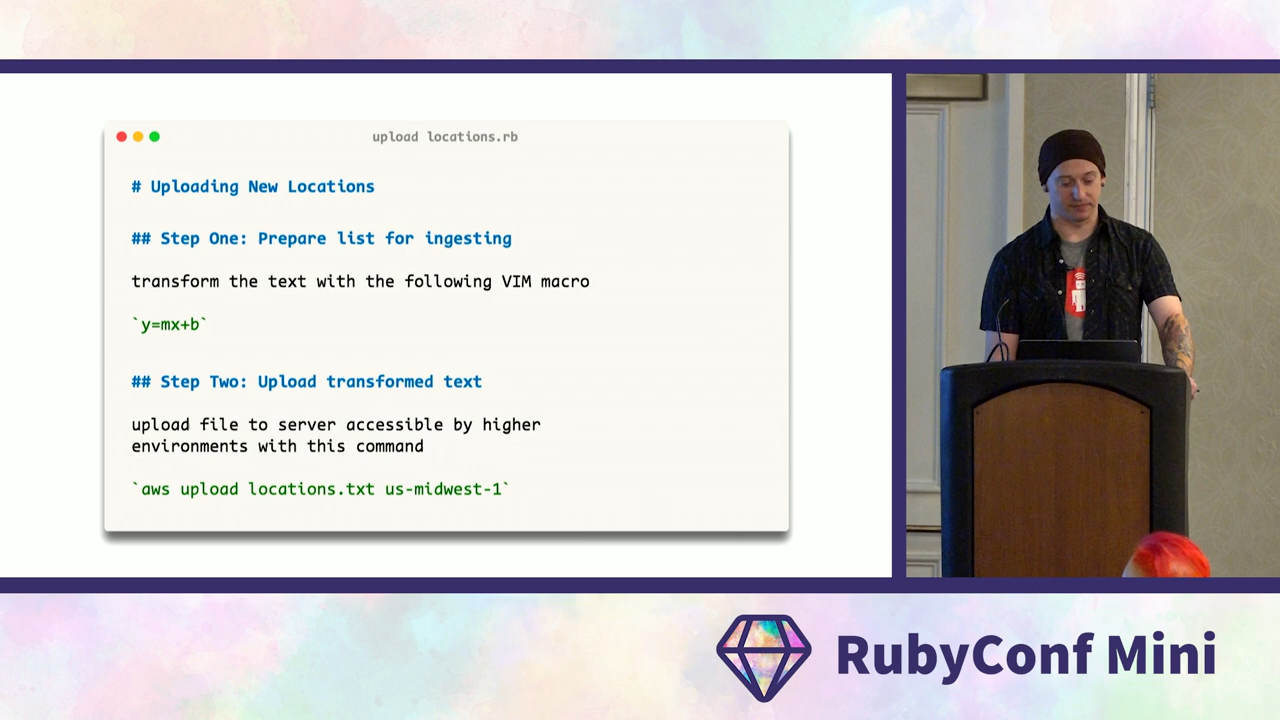 upload locations.rb
# Uploading New Locations
## Step One: Prepare list for ingesting
transform the text with the following VIM macro
`y=mx+b`
## Step Two: Upload transformed text
upload file to server accessible by higher
environments with this command
`aws upload locations.txt us-midwest-1`
RubyConf Mini